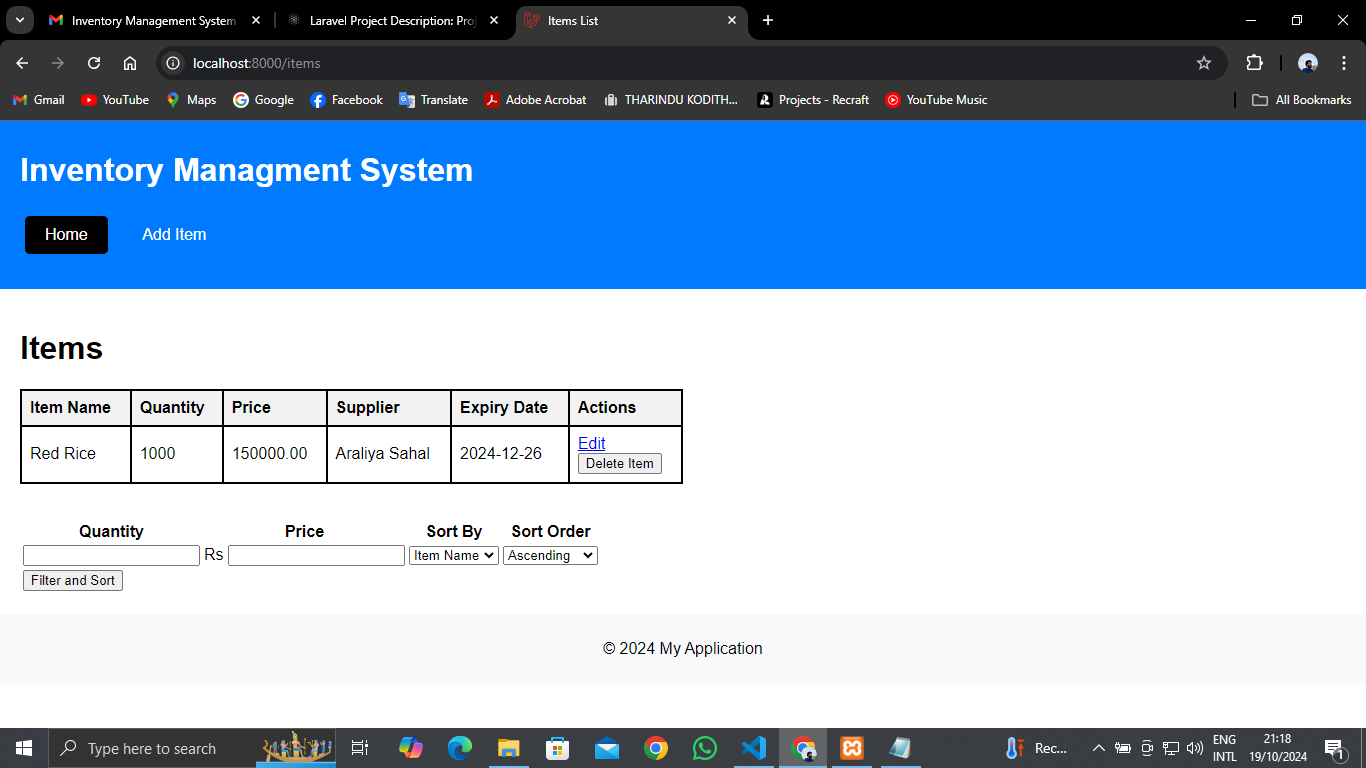 Inventory Management System
Laravel Project Description: Pro
Items List
localhost:8000/items
Gmail YouTube Maps Google Facebook Translate Adobe Acrobat THARINDU KODITH... Projects - Recraft YouTube Music All Bookmarks
Inventory Managment System
Home Add Item
Items
Item Name Quantity Price Supplier Expiry Date Actions
Red Rice 1000 150000.00 Araliya Sahal 2024-12-26 Edit
Delete Item
Quantity Price Sort By Sort Order
Rs Item Name Ascending
Filter and Sort
© 2024 My Application
Type here to search
Rec...
ENG
INTL
21:18
19/10/2024
1